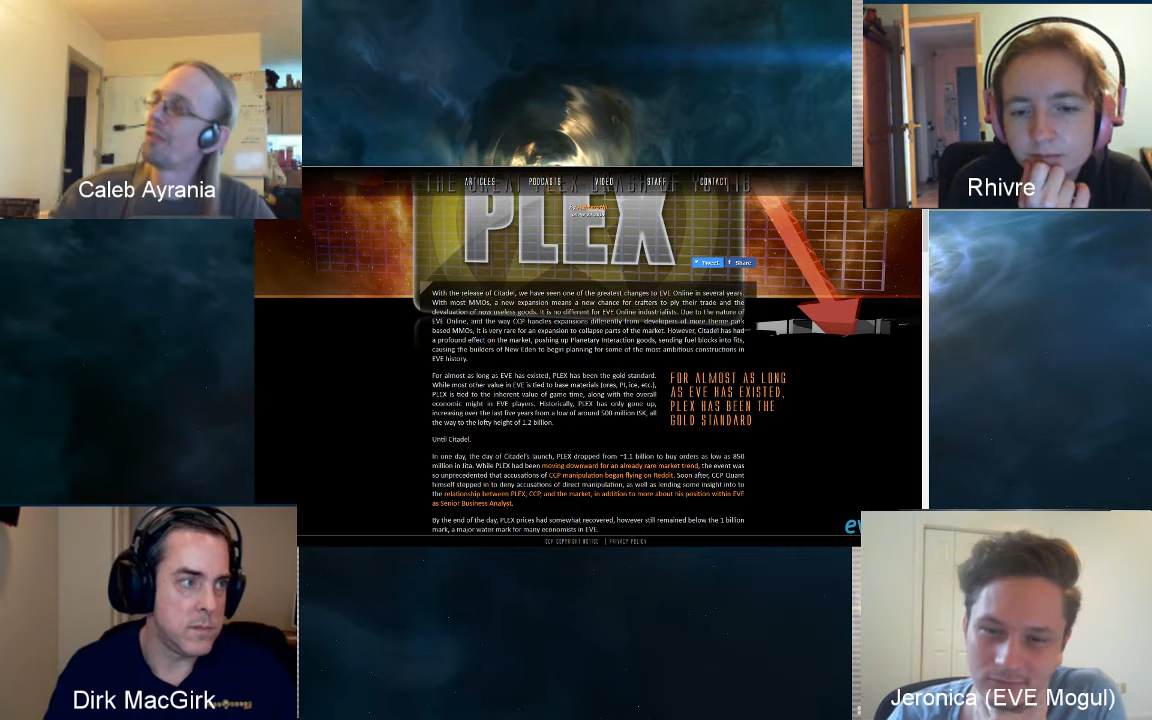 Caleb Ayrania
Rhivre
ARTICLES PODCASTS VIDEO STAFF CONTACT
PLEX
Tweet Share
With the release of Citadel, we have seen one of the greatest changes to EVE Online in several years.
With most MMOs, a new expansion means a new chance for crafters to ply their trade and the
devaluation of now useless goods. It is no different for EVE Online industrialists. Due to the nature of
EVE Online, and the way CCP handles expansions differently from developers of more theme park
based MMOs, it is very rare for an expansion to collapse parts of the market. However, Citadel has had
a profound effect on the market, pushing up Planetary Interaction goods, sending fuel blocks into fits,
causing the builders of New Eden to begin planning for some of the most ambitious constructions in
EVE history.
For almost as long as EVE has existed, PLEX has been the gold standard.
While most other value in EVE is tied to base materials (ores, PI, ice, etc.),
PLEX is tied to the inherent value of game time, along with the overall
economic might in EVE players. Historically, PLEX has only gone up,
increasing over the last five years from a low of around 500 million ISK, all
the way to the lofty height of 1.2 billion.
FOR ALMOST AS LONG
AS EVE HAS EXISTED,
PLEX HAS BEEN THE
GOLD STANDARD
Until Citadel.
In one day, the day of Citadel's launch, PLEX dropped from ~1.1 billion to buy orders as low as 850
million in Jita. While PLEX had been moving downward for an already rare market trend, the event was
so unprecedented that accusations of CCP manipulation began flying on Reddit. Soon after, CCP Quant
himself stepped in to deny accusations of direct manipulation, as well as lending some insight into to
the relationship between PLEX, CCP, and the market, in addition to more about his position within EVE
as Senior Business Analyst.
By the end of the day, PLEX prices had somewhat recovered, however still remained below the 1 billion
mark, a major water mark for many economists in EVE.
CCP COPYRIGHT NOTICE | PRIVACY POLICY
Dirk MacGirk
Jeronica (EVE Mogul)